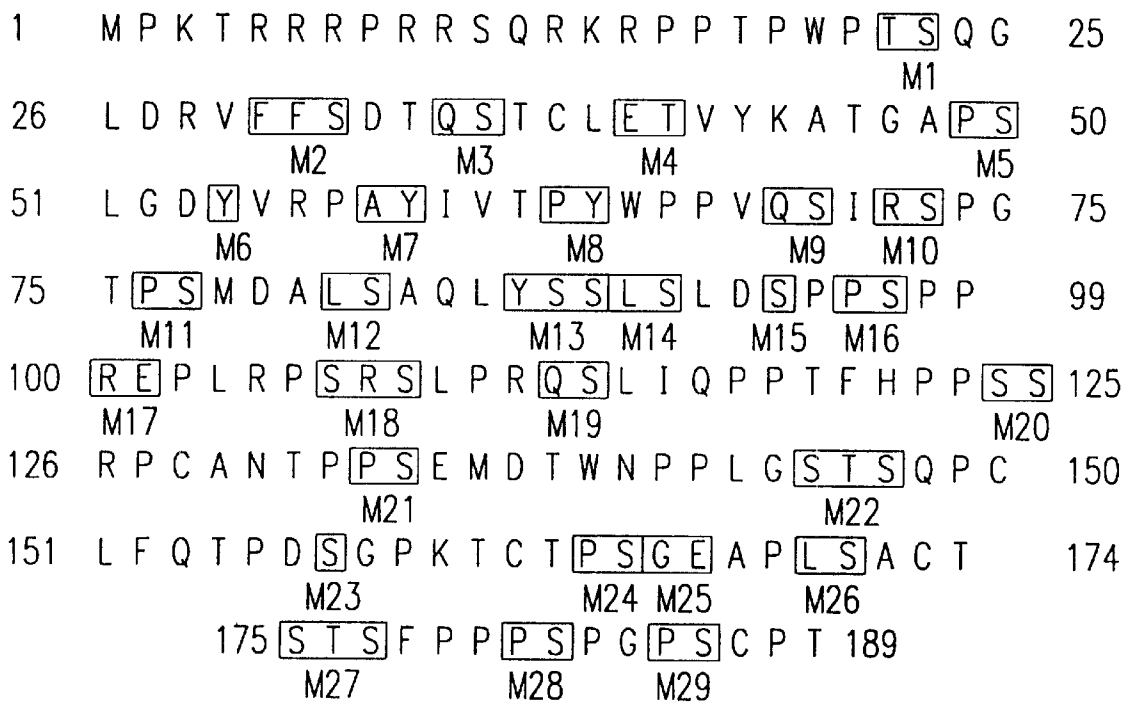 1 M P K T R R R P R R S Q R K R P P T P W P T S Q G 25
M1
26 L D R V F F S D T Q S T C L E T V Y K A T G A P S 50
M2 M3 M4 M5
51 L G D Y V R P A Y I V T P Y W P P V Q S I R S P G 75
M6 M7 M8 M9 M10
75 T P S M D A L S A Q L Y S S L S L D S P P S P P 99
M11 M12 M13 M14 M15 M16
100 R E P L R P S R S L P R Q S L I Q P P T F H P P S S 125
M17 M18 M19 M20
126 R P C A N T P P S E M D T W N P P L G S T S Q P C 150
M21 M22
151 L F Q T P D S G P K T C T P S G E A P L S A C T 174
M23 M24 M25 M26
175 S T S F P P P S P G P S C P T 189
M27 M28 M29